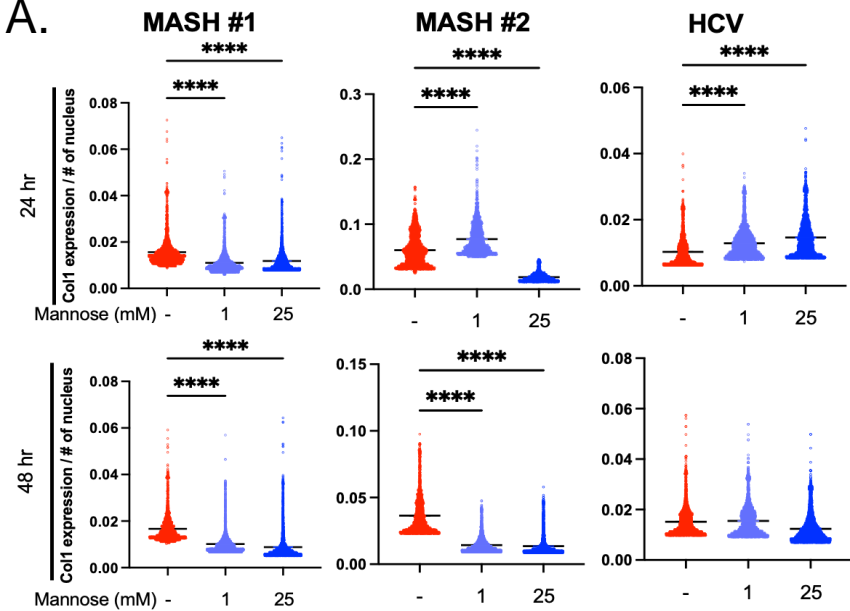 A.
MASH #1
MASH #2
HCV
24 hr
Col1 expression / # of nucleus
**** ****
0.08
0.06
0.04
0.02
0.00
**** ****
0.3
0.2
0.1
0.0
**** ****
0.06
0.04
0.02
0.00
Mannose (mM) - 1 25
- 1 25
- 25
1
48 hr
Col1 expression / # of nucleus
**** ****
0.08
0.06
0.04
0.02
0.00
**** ****
0.15
0.10
0.05
0.00
0.08
0.06
0.04
0.02
0.00
Mannose (mM) - 1 25
- 1 25
- 1 25